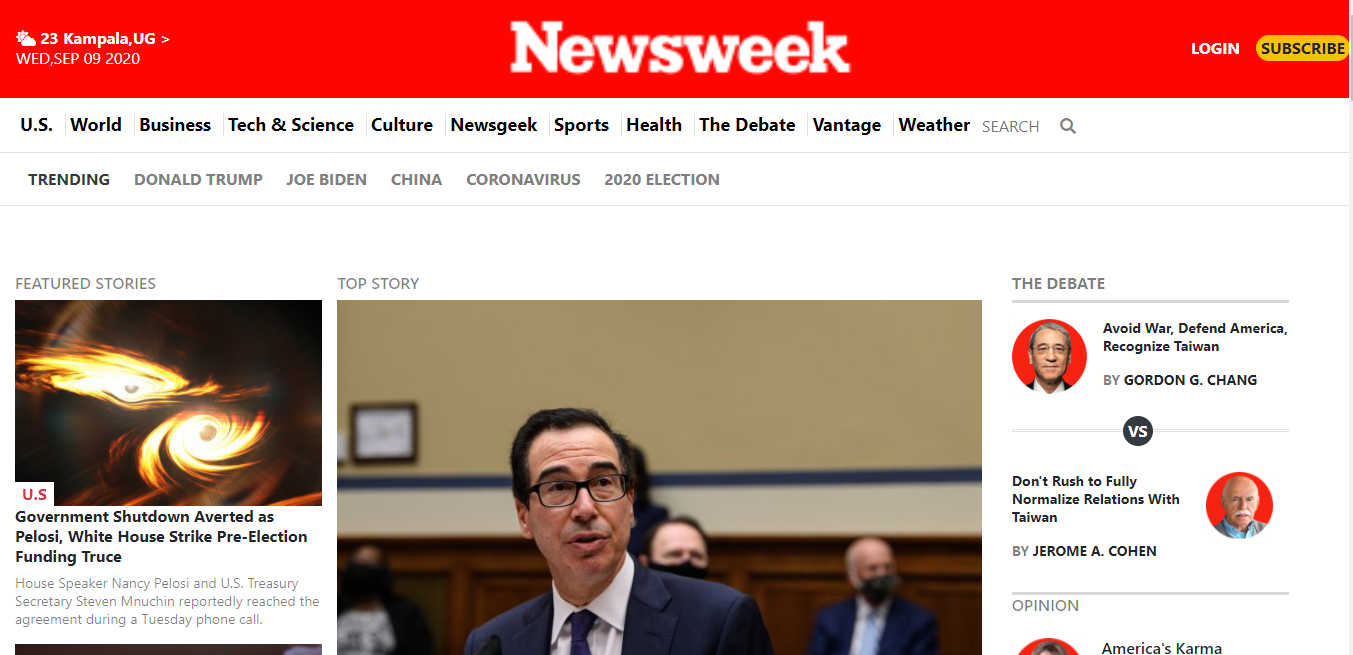 23 Kampala,UG >
WED,SEP 09 2020
Newsweek
LOGIN
SUBSCRIBE
U.S.
World
Business
Tech & Science
Culture
Newsgeek
Sports
Health
The Debate
Vantage
Weather
SEARCH
TRENDING
DONALD TRUMP
JOE BIDEN
CHINA
CORONAVIRUS
2020 ELECTION
FEATURED STORIES
U.S
Government Shutdown Averted as
Pelosi, White House Strike Pre-Election
Funding Truce
House Speaker Nancy Pelosi and U.S. Treasury
Secretary Steven Mnuchin reportedly reached the
agreement during a Tuesday phone call.
TOP STORY
THE DEBATE
Avoid War, Defend America,
Recognize Taiwan
BY GORDON G. CHANG
VS
Don't Rush to Fully
Normalize Relations With
Taiwan
BY JEROME A. COHEN
OPINION
America's Karma